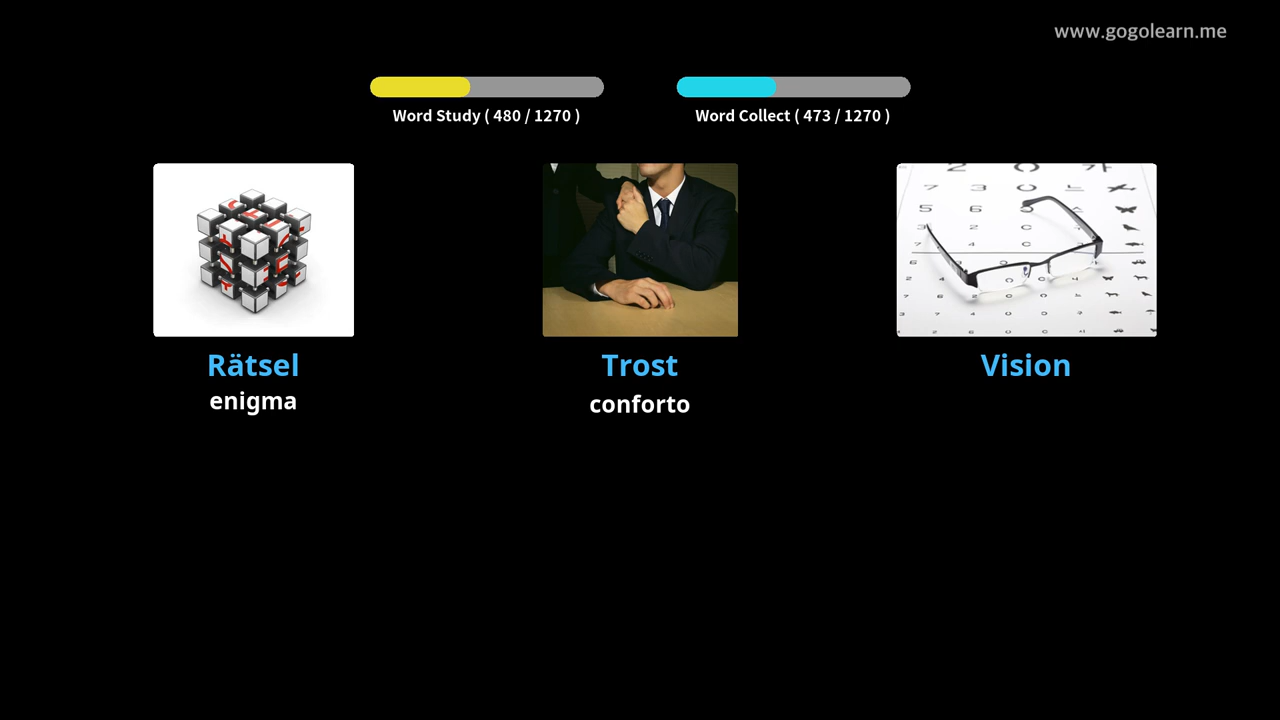 www.gogolearn.me
Word Study ( 480 / 1270 )
Word Collect ( 473 / 1270 )
Rätsel
enigma
Trost
conforto
Vision